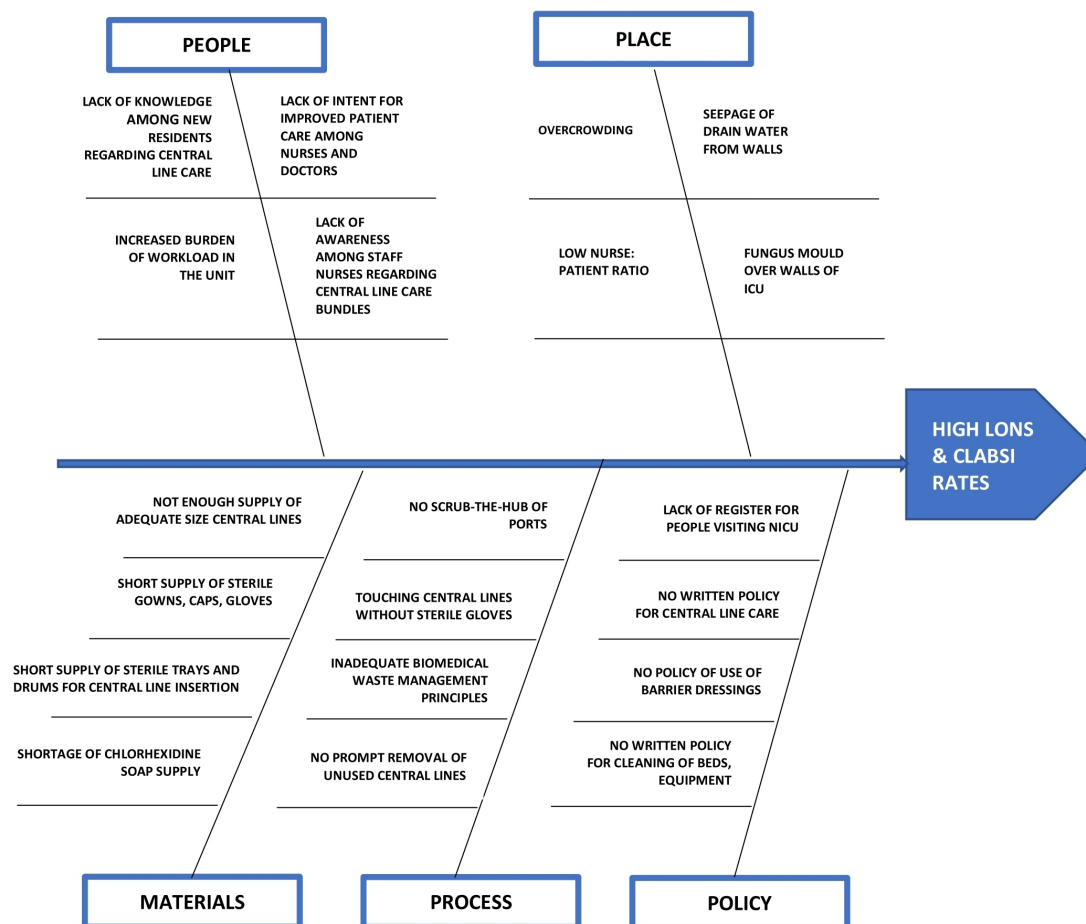 PEOPLE
LACK OF KNOWLEDGE
AMONG NEW
RESIDENTS
REGARDING CENTRAL
LINE CARE
LACK OF INTENT FOR
IMPROVED PATIENT
CARE AMONG
NURSES AND
DOCTORS
INCREASED BURDEN
OF WORKLOAD IN
THE UNIT
LACK OF
AWARENESS
AMONG STAFF
NURSES REGARDING
CENTRAL LINE CARE
BUNDLES
PLACE
OVERCROWDING
SEEPAGE OF
DRAIN WATER
FROM WALLS
LOW NURSE:
PATIENT RATIO
FUNGUS MOULD
OVER WALLS OF
ICU
HIGH LONS
& CLABSI
RATES
NOT ENOUGH SUPPLY OF
ADEQUATE SIZE CENTRAL LINES
SHORT SUPPLY OF STERILE
GOWNS, CAPS, GLOVES
SHORT SUPPLY OF STERILE TRAYS AND
DRUMS FOR CENTRAL LINE INSERTION
SHORTAGE OF CHLORHEXIDINE
SOAP SUPPLY
MATERIALS
NO SCRUB-THE-HUB OF
PORTS
TOUCHING CENTRAL LINES
WITHOUT STERILE GLOVES
INADEQUATE BIOMEDICAL
WASTE MANAGEMENT
PRINCIPLES
NO PROMPT REMOVAL OF
UNUSED CENTRAL LINES
PROCESS
LACK OF REGISTER FOR
PEOPLE VISITING NICU
NO WRITTEN POLICY
FOR CENTRAL LINE CARE
NO POLICY OF USE OF
BARRIER DRESSINGS
NO WRITTEN POLICY
FOR CLEANING OF BEDS,
EQUIPMENT
POLICY